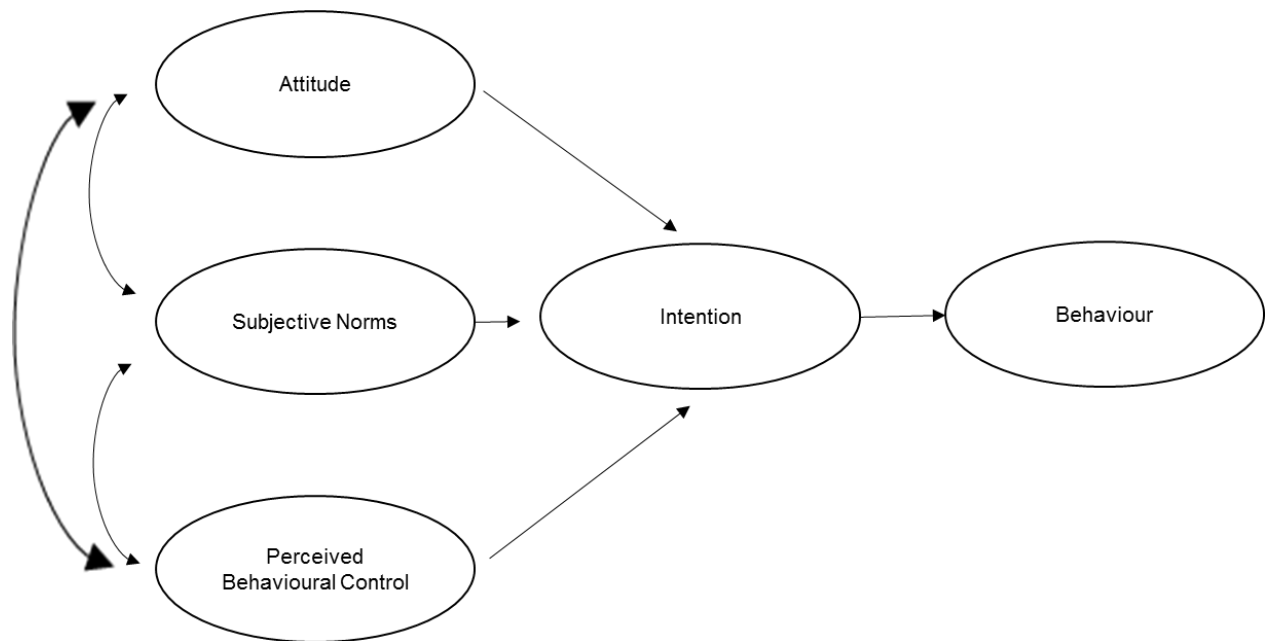 Attitude
Subjective Norms
Intention
Behaviour
Perceived
Behavioural Control